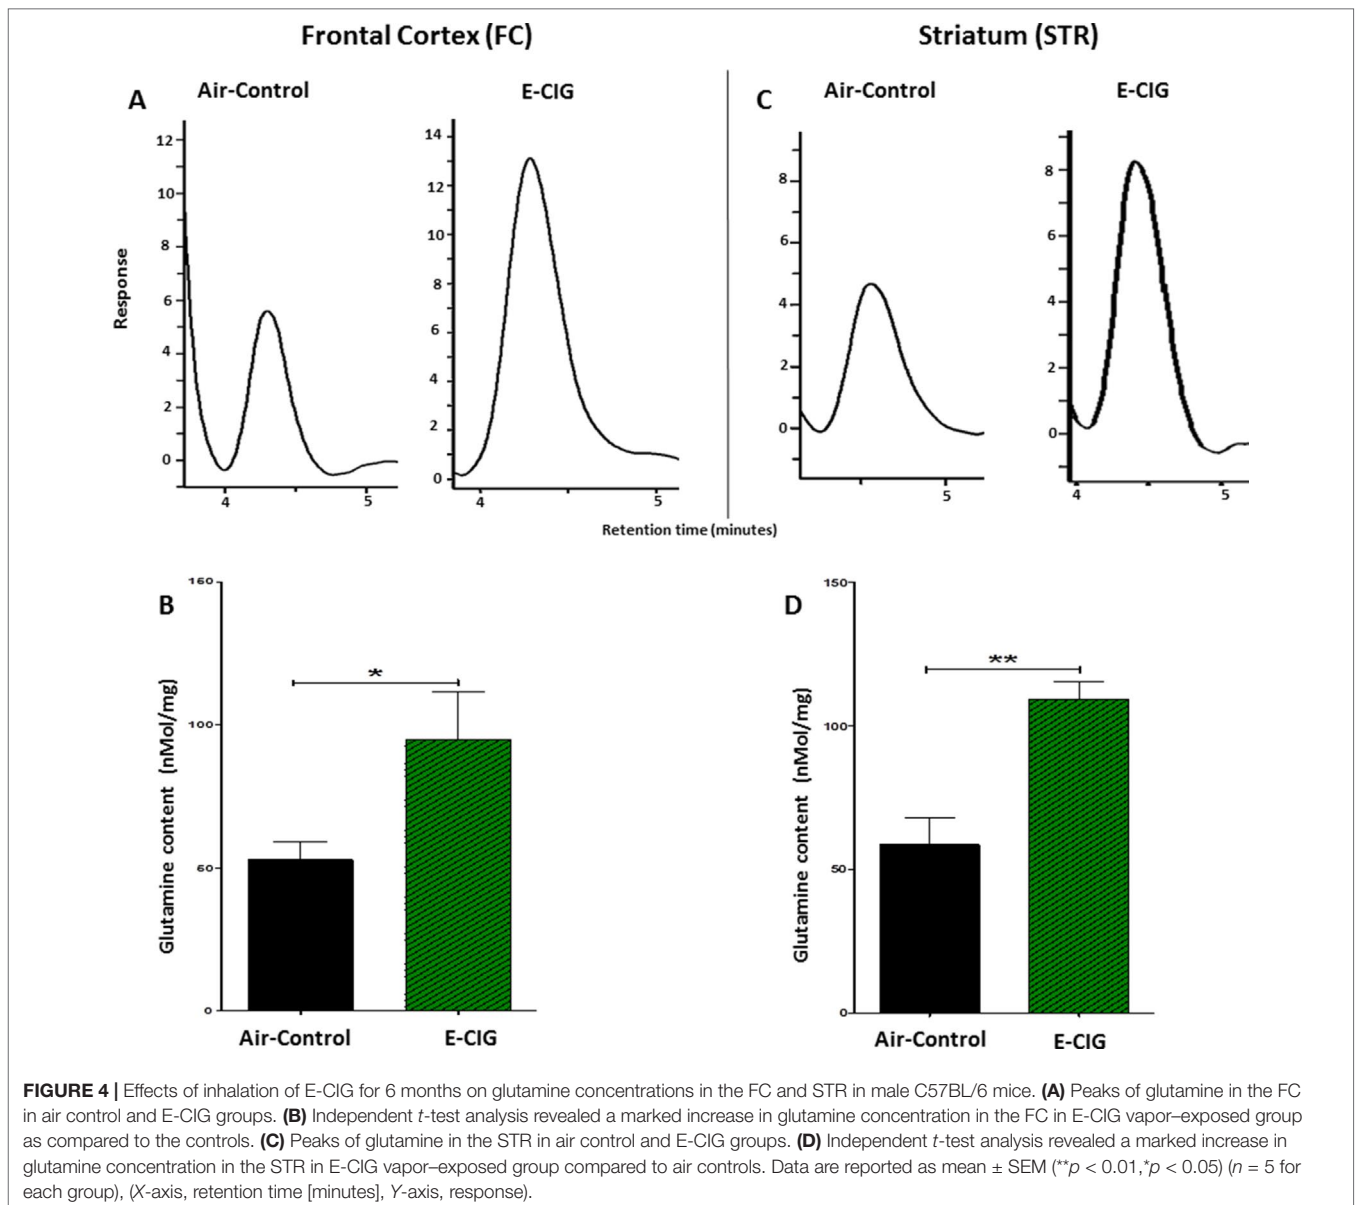 Frontal Cortex (FC)
Striatum (STR)
A
Air-Control
E-CIG
C
Air-Control
E-CIG
Response
12
10
8
6
4
2
0
4
5
14
12
10
8
6
4
2
0
4
5
8
6
4
2
0
5
8
6
4
2
0
4
5
Retention time (minutes)
B
Glutamine content (nMol/mg)
160
100
60
0
*
Air-Control
E-CIG
D
Glutamine content (nMol/mg)
150
100
50
0
**
Air-Control
E-CIG
FIGURE 4 | Effects of inhalation of E-CIG for 6 months on glutamine concentrations in the FC and STR in male C57BL/6 mice. (A) Peaks of glutamine in the FC
in air control and E-CIG groups. (B) Independent t-test analysis revealed a marked increase in glutamine concentration in the FC in E-CIG vapor–exposed group
as compared to the controls. (C) Peaks of glutamine in the STR in air control and E-CIG groups. (D) Independent t-test analysis revealed a marked increase in
glutamine concentration in the STR in E-CIG vapor–exposed group compared to air controls. Data are reported as mean ± SEM (**p < 0.01,*p < 0.05) (n = 5 for
each group), (X-axis, retention time [minutes], Y-axis, response).